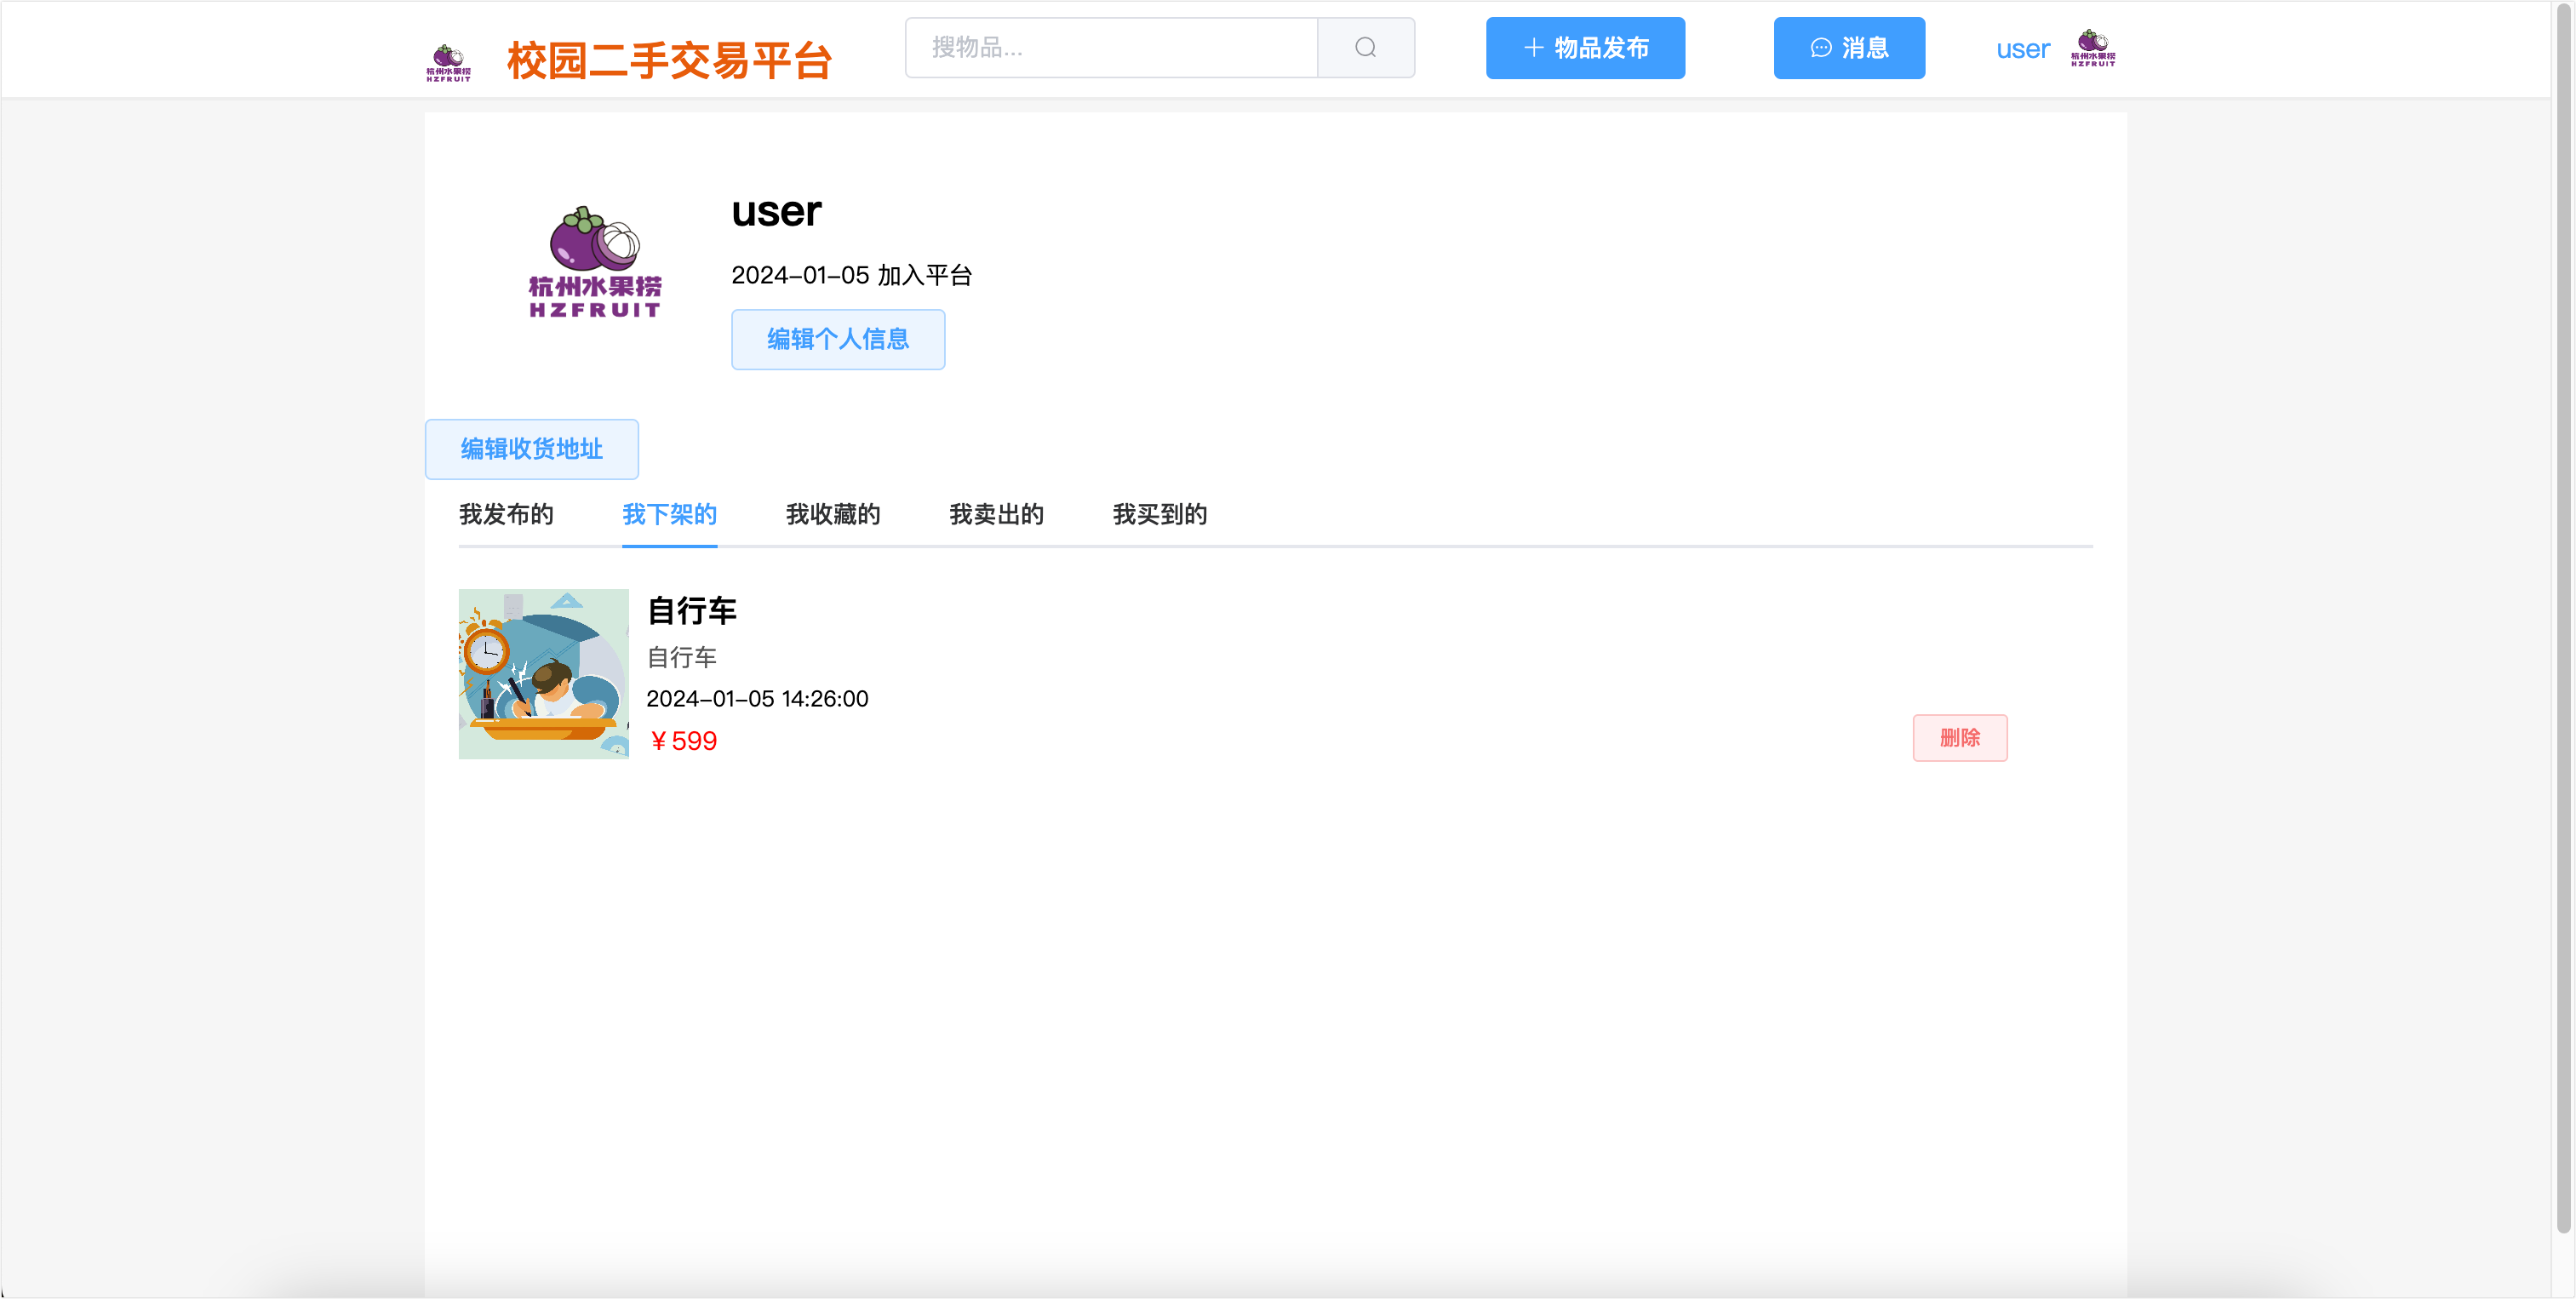 杭州水果捞
HZFRUIT
校园二手交易平台
搜物品...
物品发布
消息
user
杭州水果捞
HZFRUIT
杭州水果捞
HZFRUIT
user
2024-01-05 加入平台
编辑个人信息
编辑收货地址
我发布的 我下架的 我收藏的 我卖出的 我买到的
自行车
自行车
2024-01-05 14:26:00
￥599
删除